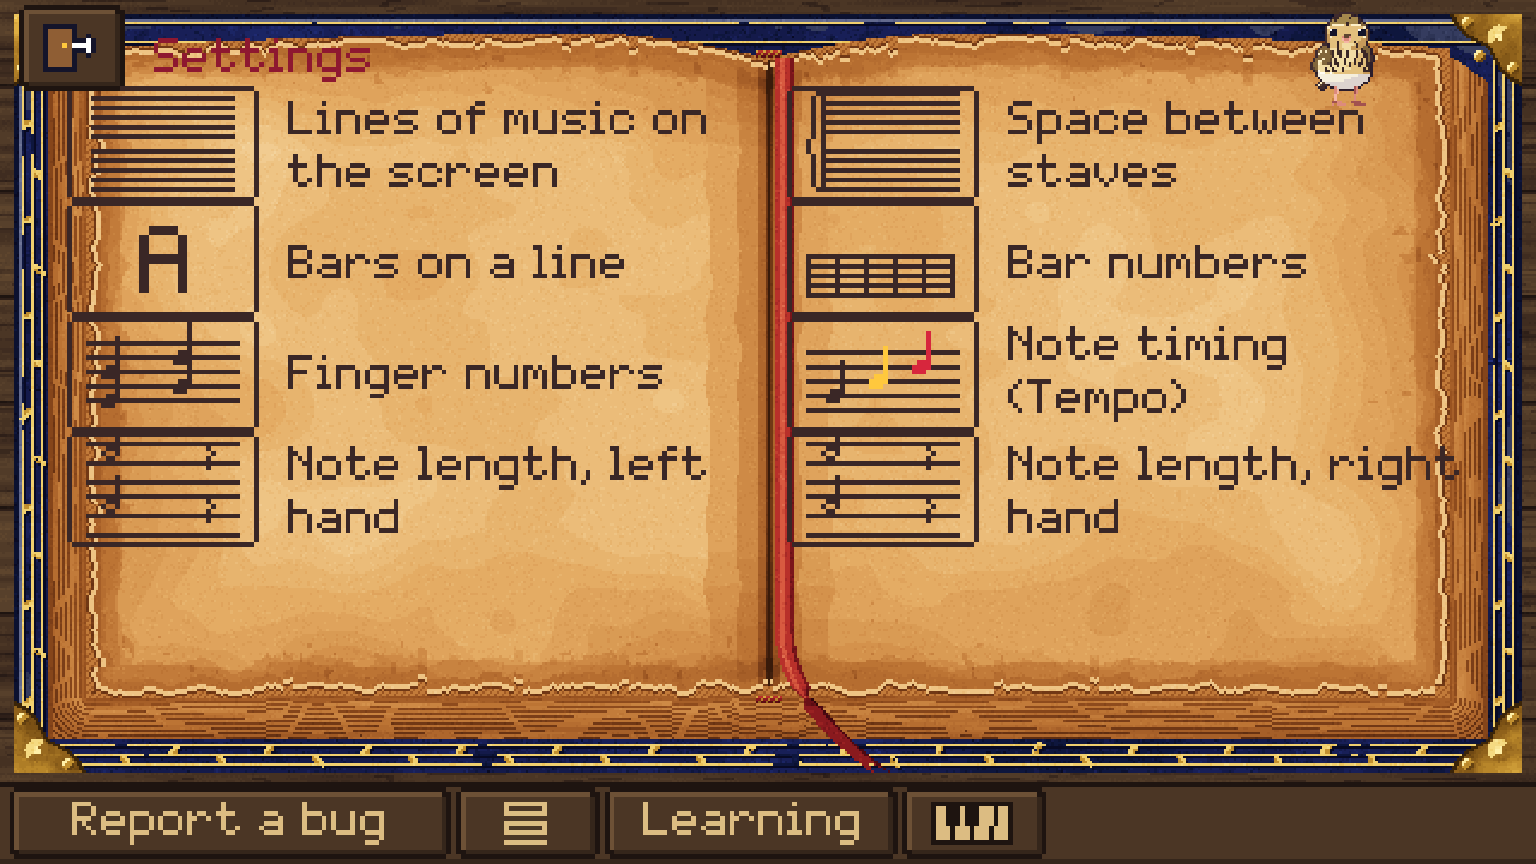 Settings
Lines of music on
the screen
A
Bars on a line
Finger numbers
Note length, left
hand
Space between
staves
Bar numbers
Note timing
(Tempo)
Note length, right
hand
Report a bug
Learning